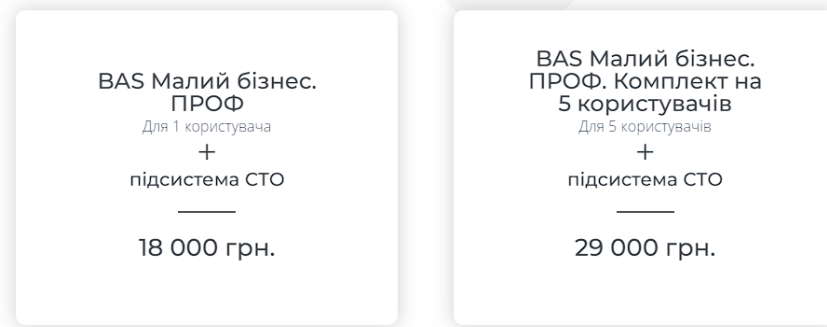 BAS Малий бізнес.
ПРОФ
Для 1 користувача
+
підсистема СТО
18 000 грн.
BAS Малий бізнес.
ПРОФ. Комплект на
5 користувачів
Для 5 користувачів
+
підсистема СТО
29 000 грн.